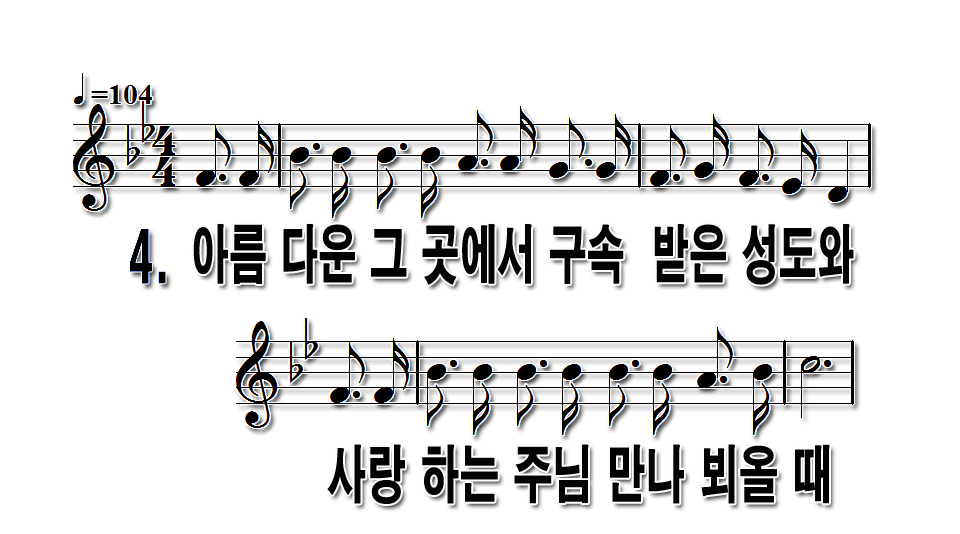 ♩=104
4. 아름 다운 그 곳에서 구속 받은 성도와
사랑 하는 주님 만나 뵈올 때